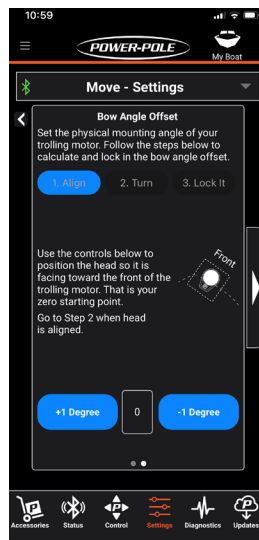 10:59
POWER-POLE
My Boat
Move - Settings
Bow Angle Offset
Set the physical mounting angle of your
trolling motor. Follow the steps below to
calculate and lock in the bow angle offset.
1. Align
2. Turn
3. Lock It
Use the controls below to
position the head so it is
facing toward the front of the
trolling motor. That is your
zero starting point.
Go to Step 2 when head
is aligned.
Front
+1 Degree
0
-1 Degree
Accessories
Status
Control
Settings
Diagnostics
Updates